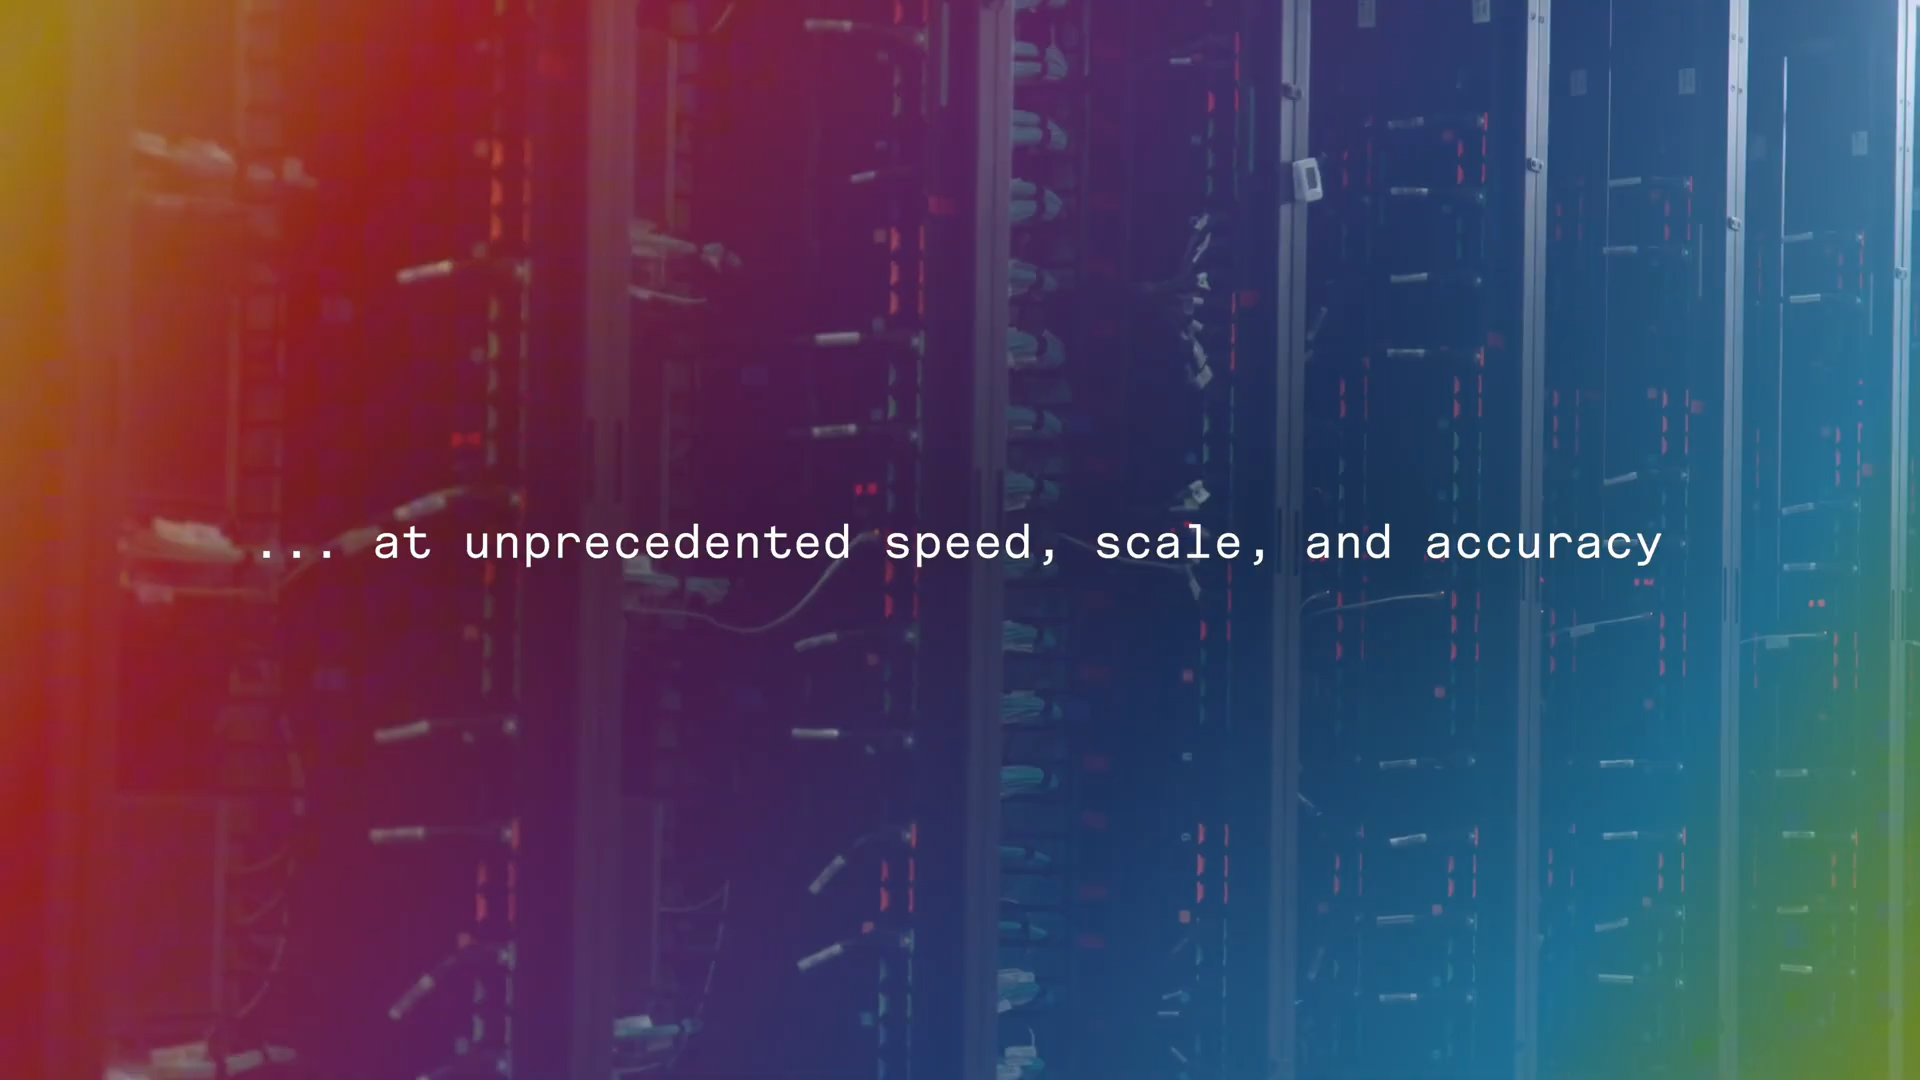 ... at unprecedented speed, scale, and accuracy